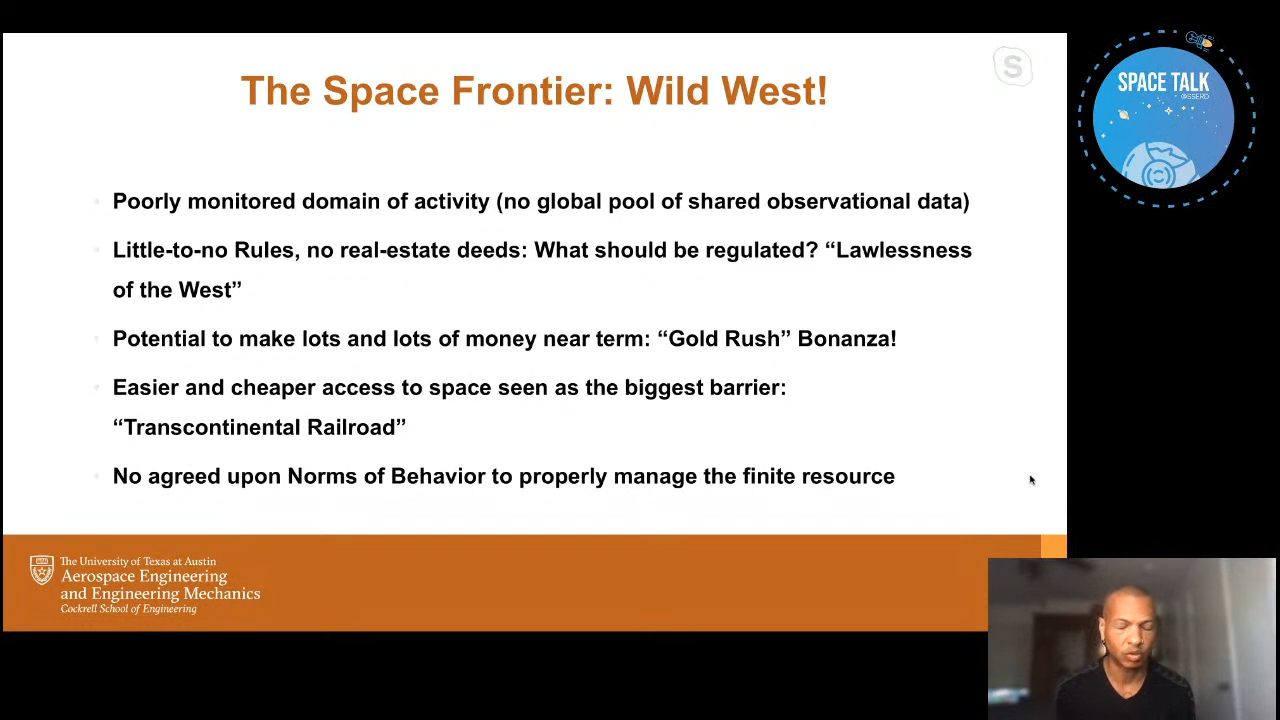 The Space Frontier: Wild West!
S
SPACE TALK
@SSERD
Poorly monitored domain of activity (no global pool of shared observational data)
Little-to-no Rules, no real-estate deeds: What should be regulated? “Lawlessness
of the West”
Potential to make lots and lots of money near term: “Gold Rush” Bonanza!
Easier and cheaper access to space seen as the biggest barrier:
“Transcontinental Railroad”
No agreed upon Norms of Behavior to properly manage the finite resource
The University of Texas at Austin
Aerospace Engineering
and Engineering Mechanics
Cockrell School of Engineering